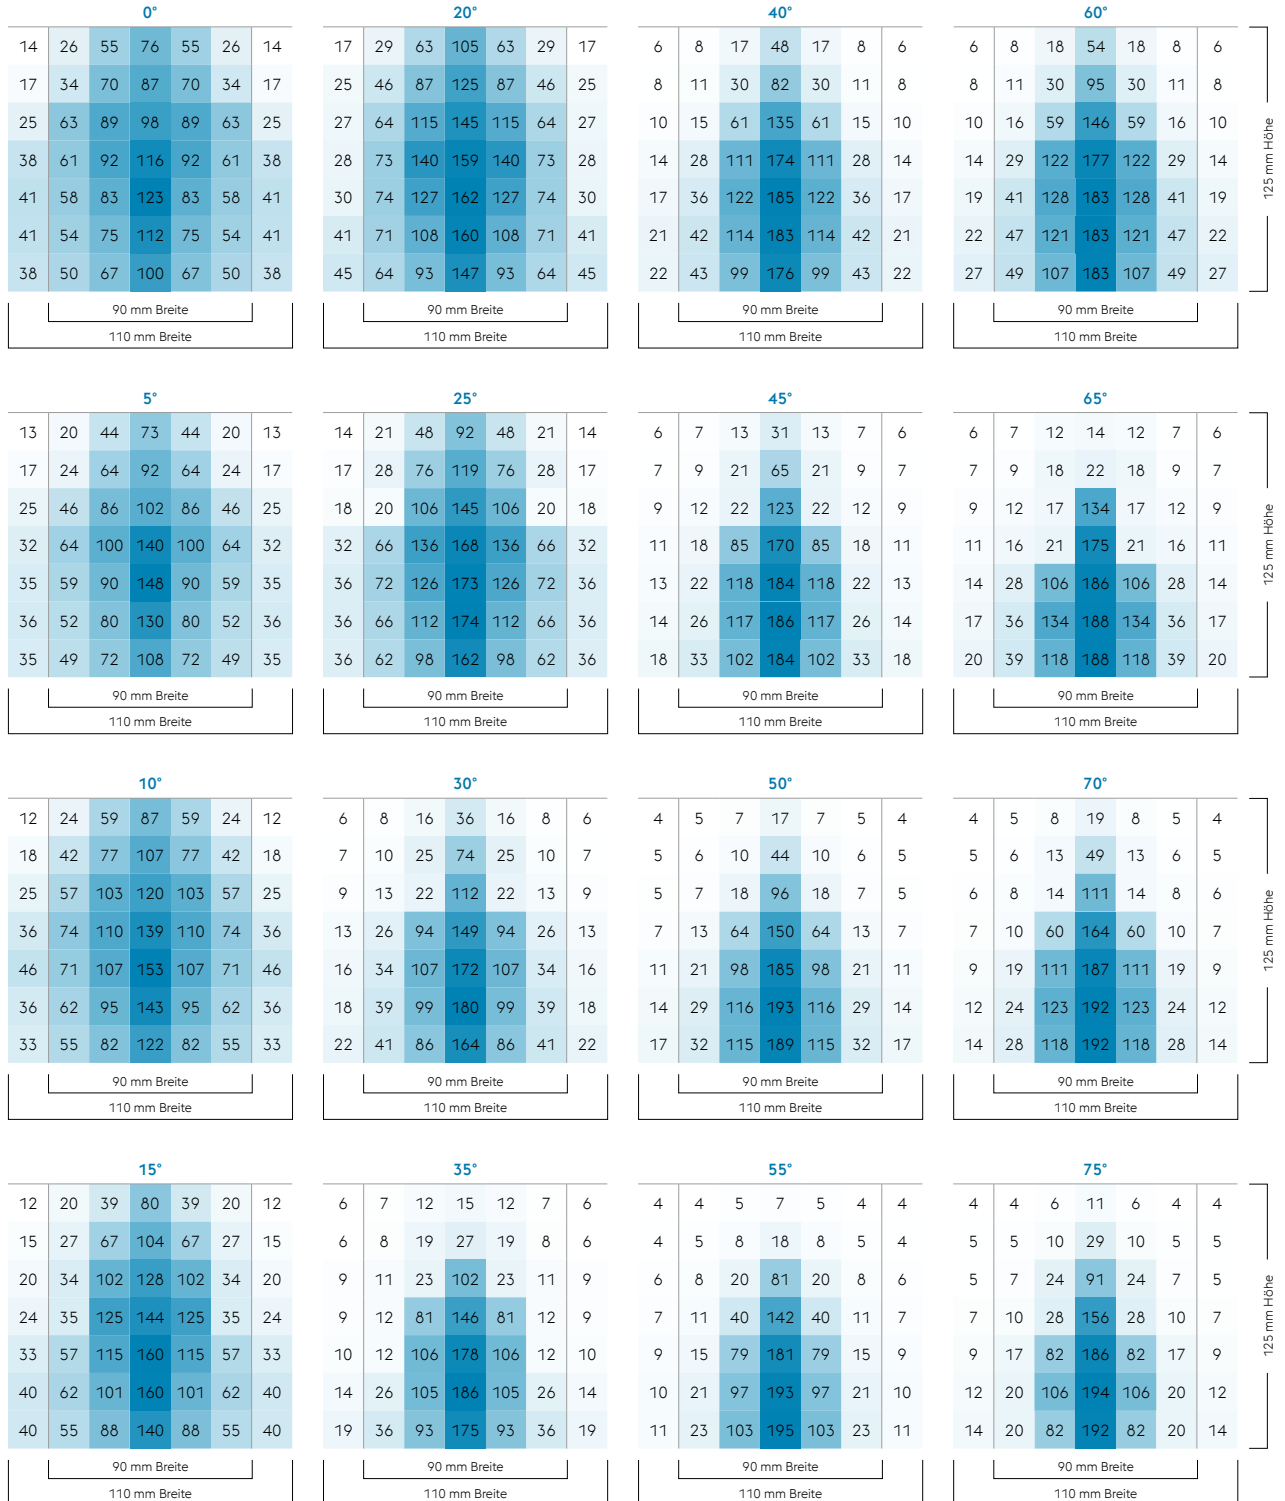 0° 20° 40° 60°
14 26 55 76 55 26 14 17 29 63 105 63 29 17 6 8 17 48 17 8 6 6 8 18 54 18 8 6
17 34 70 87 70 34 17 25 46 87 125 87 46 25 8 11 30 82 30 11 8 8 11 30 95 30 11 8
25 63 89 98 89 63 25 27 64 115 145 115 64 27 10 15 61 135 61 15 10 10 16 59 146 59 16 10
38 61 92 116 92 61 38 28 73 140 159 140 73 28 14 28 111 174 111 28 14 14 29 122 177 122 29 14
41 58 83 123 83 58 41 30 74 127 162 127 74 30 17 36 122 185 122 36 17 19 41 128 183 128 41 19
41 54 75 112 75 54 41 41 71 108 160 108 71 41 21 42 114 183 114 42 21 22 47 121 183 121 47 22
38 50 67 100 67 50 38 45 64 93 147 93 64 45 22 43 99 176 99 43 22 27 49 107 183 107 49 27
125 mm Höhe
90 mm Breite 90 mm Breite 90 mm Breite 90 mm Breite
110 mm Breite 110 mm Breite 110 mm Breite 110 mm Breite
5° 25° 45° 65°
13 20 44 73 44 20 13 14 21 48 92 48 21 14 6 7 13 31 13 7 6 6 7 12 14 12 7 6
17 24 64 92 64 24 17 17 28 76 119 76 28 17 7 9 21 65 21 9 7 7 9 18 22 18 9 7
25 46 86 102 86 46 25 18 20 106 145 106 20 18 9 12 22 123 22 12 9 9 12 17 134 17 12 9
32 64 100 140 100 64 32 32 66 136 168 136 66 32 11 18 85 170 85 18 11 11 16 21 175 21 16 11
35 59 90 148 90 59 35 36 72 126 173 126 72 36 13 22 118 184 118 22 13 14 28 106 186 106 28 14
36 52 80 130 80 52 36 36 66 112 174 112 66 36 14 26 117 186 117 26 14 17 36 134 188 134 36 17
35 49 72 108 72 49 35 36 62 98 162 98 62 36 18 33 102 184 102 33 18 20 39 118 188 118 39 20
125 mm Höhe
90 mm Breite 90 mm Breite 90 mm Breite 90 mm Breite
110 mm Breite 110 mm Breite 110 mm Breite 110 mm Breite
10° 30° 50° 70°
12 24 59 87 59 24 12 6 8 16 36 16 8 6 4 5 7 17 7 5 4 4 5 8 19 8 5 4
18 42 77 107 77 42 18 7 10 25 74 25 10 7 5 6 10 44 10 6 5 5 6 13 49 13 6 5
25 57 103 120 103 57 25 9 13 22 112 22 13 9 5 7 18 96 18 7 5 6 8 14 111 14 8 6
36 74 110 139 110 74 36 13 26 94 149 94 26 13 7 13 64 150 64 13 7 7 10 60 164 60 10 7
46 71 107 153 107 71 46 16 34 107 172 107 34 16 11 21 98 185 98 21 11 9 19 111 187 111 19 9
36 62 95 143 95 62 36 18 39 99 180 99 39 18 14 29 116 193 116 29 14 12 24 123 192 123 24 12
33 55 82 122 82 55 33 22 41 86 164 86 41 22 17 32 115 189 115 32 17 14 28 118 192 118 28 14
125 mm Höhe
90 mm Breite 90 mm Breite 90 mm Breite 90 mm Breite
110 mm Breite 110 mm Breite 110 mm Breite 110 mm Breite
15° 35° 55° 75°
12 20 39 80 39 20 12 6 7 12 15 12 7 6 4 4 5 7 5 4 4 4 4 6 11 6 4 4
15 27 67 104 67 27 15 6 8 19 27 19 8 6 4 5 8 18 8 5 4 5 5 10 29 10 5 5
20 34 102 128 102 34 20 9 11 23 102 23 11 9 6 8 20 81 20 8 6 5 7 24 91 24 7 5
24 35 125 144 125 35 24 9 12 81 146 81 12 9 7 11 40 142 40 11 7 7 10 28 156 28 10 7
33 57 115 160 115 57 33 10 12 106 178 106 12 10 9 15 79 181 79 15 9 9 17 82 186 82 17 9
40 62 101 160 101 62 40 14 26 105 186 105 26 14 10 21 97 193 97 21 10 12 20 106 194 106 20 12
40 55 88 140 88 55 40 19 36 93 175 93 36 19 11 23 103 195 103 23 11 14 20 82 192 82 20 14
125 mm Höhe
90 mm Breite 90 mm Breite 90 mm Breite 90 mm Breite
110 mm Breite 110 mm Breite 110 mm Breite 110 mm Breite